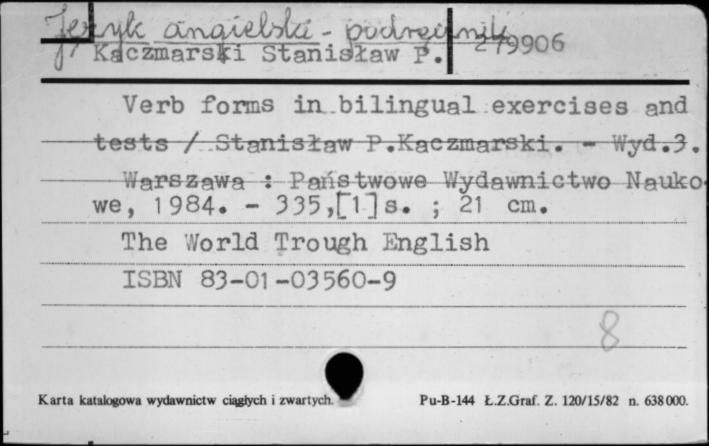 Język angielski - podręcznik
Kaczmarski Stanisław P. 279906
Verb forms in bilingual exercises and
tests / Stanisław P.Kaczmarski. - Wyd.3.
Warszawa : Państwowe Wydawnictwo Nauko-
we, 1984. - 335,[1]s. ; 21 cm.
The World Trough English
ISBN 83-01-03560-9
8
Karta katalogowa wydawnictw ciągłych i zwartych. Pu-B-144 Ł.Z.Graf. Z. 120/15/82 n. 638000.